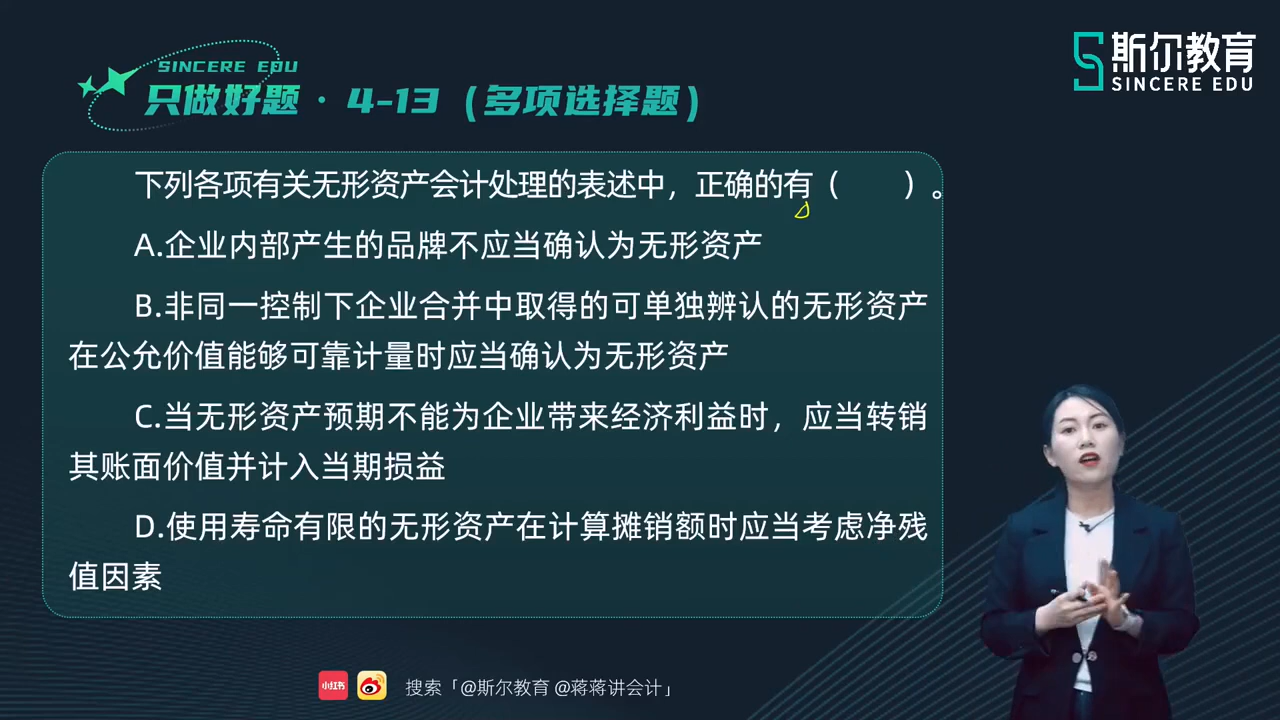 SINCERE EDU
只做好题·4-13（多项选择题）
斯尔教育
SINCERE EDU
下列各项有关无形资产会计处理的表述中，正确的有（　　）。
A.企业内部产生的品牌不应当确认为无形资产
B.非同一控制下企业合并中取得的可单独辨认的无形资产
在公允价值能够可靠计量时应当确认为无形资产
C.当无形资产预期不能为企业带来经济利益时，应当转销
其账面价值并计入当期损益
D.使用寿命有限的无形资产在计算摊销额时应当考虑净残
值因素
小红书
搜索「@斯尔教育 @蒋蒋讲会计」